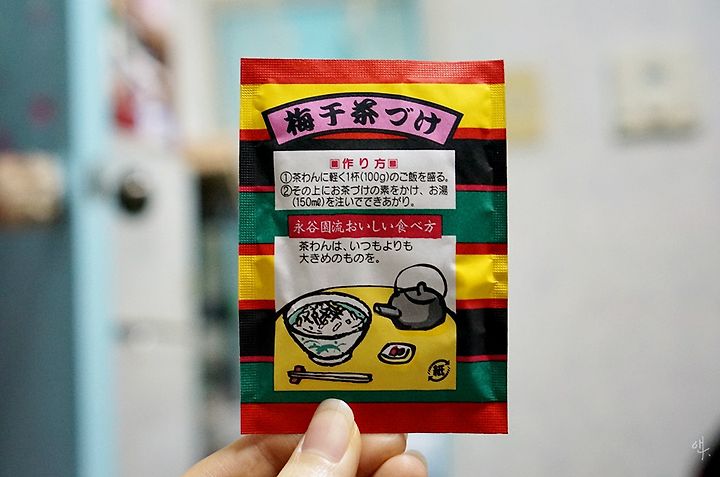 梅干茶づけ
作り方
①茶わんに軽く1杯(100g)のご飯を盛る。
②その上にお茶づけの素をかけ、お湯
(150㎖)を注いでできあがり。
永谷園流おいしい食べ方
茶わんは、いつもよりも
大きめのものを。
紙